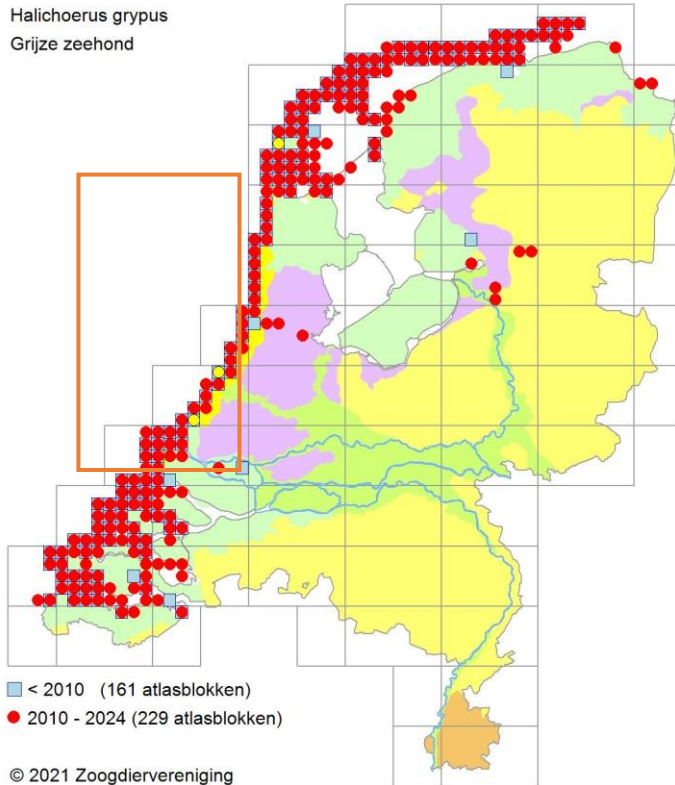 Halichoerus grypus
Grijze zeehond
< 2010 (161 atlasblokken)
2010 - 2024 (229 atlasblokken)
© 2021 Zoogdiervereniging